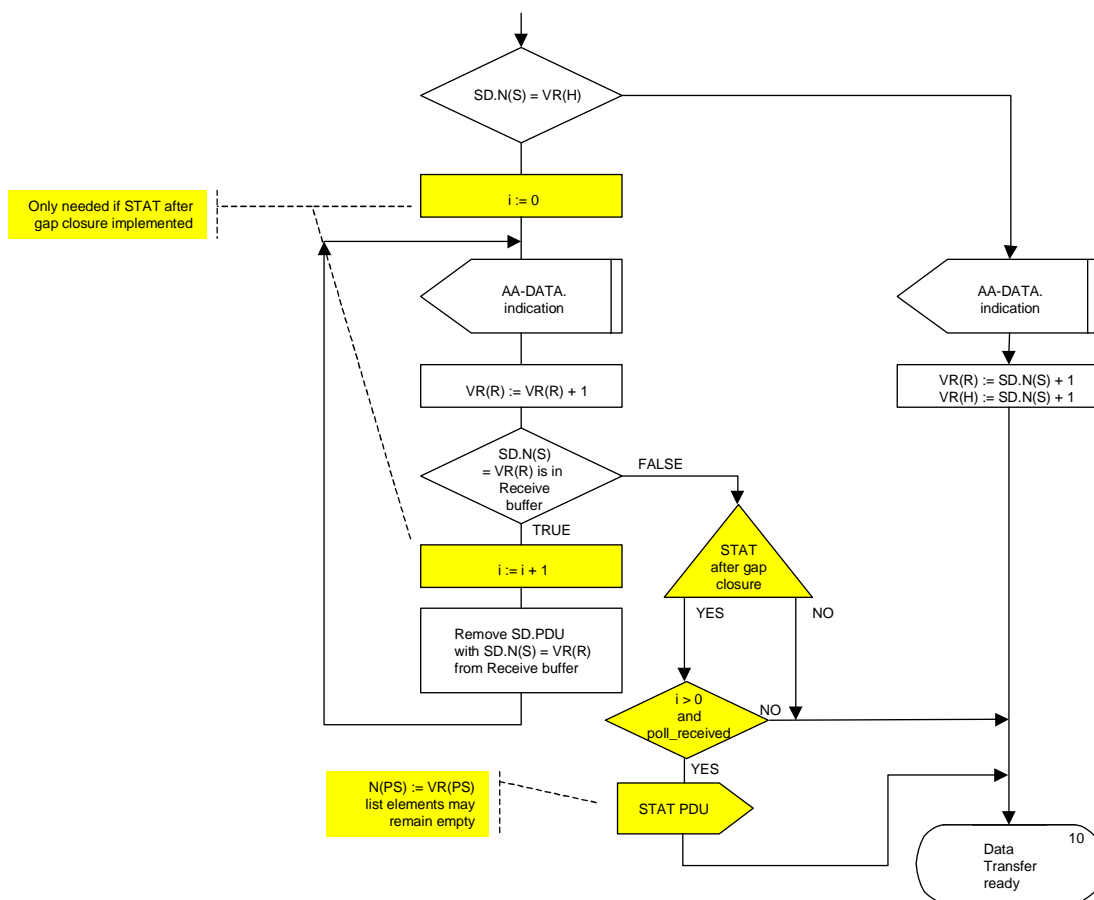 SD.N(S) = VR(H)
Only needed if STAT after
gap closure implemented
i := 0
AA-DATA.
indication
AA-DATA.
indication
VR(R) := VR(R) + 1
VR(R) := SD.N(S) + 1
VR(H) := SD.N(S) + 1
SD.N(S)
= VR(R) is in
Receive
buffer
FALSE
TRUE
STAT
after gap
closure
i := i + 1
YES
NO
Remove SD.PDU
with SD.N(S) = VR(R)
from Receive buffer
i > 0
and
poll_received
NO
YES
N(PS) := VR(PS)
list elements may
remain empty
STAT PDU
10
Data
Transfer
ready